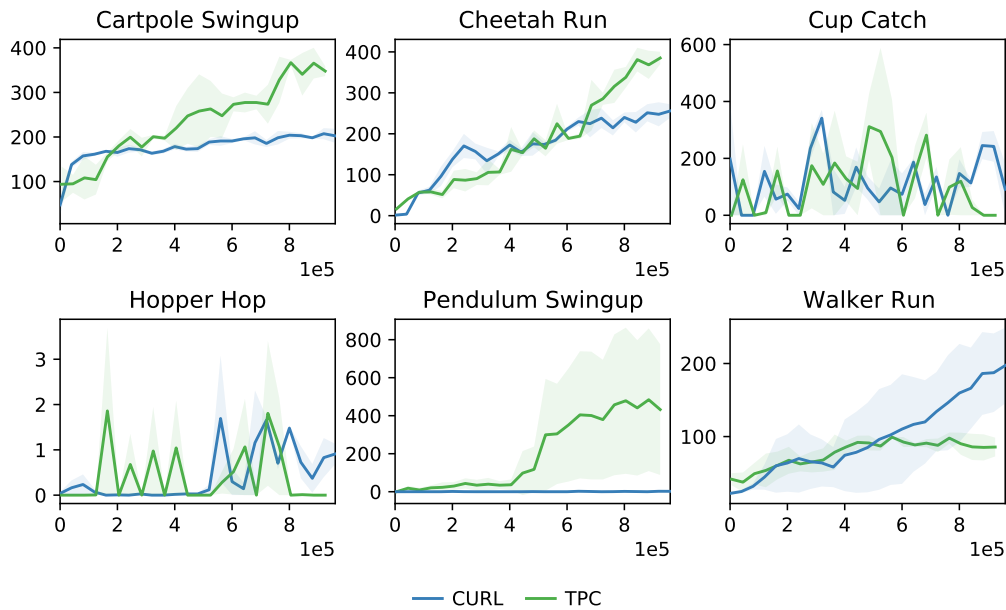 Cartpole Swingup
400
300
200
100
0 2 4 6 8
1e5
Cheetah Run
400
300
200
100
0
0 2 4 6 8
1e5
Cup Catch
600
400
200
0
0 2 4 6 8
1e5
Hopper Hop
3
2
1
0
0 2 4 6 8
1e5
Pendulum Swingup
800
600
400
200
0
0 2 4 6 8
1e5
Walker Run
200
100
0 2 4 6 8
1e5
CURL TPC